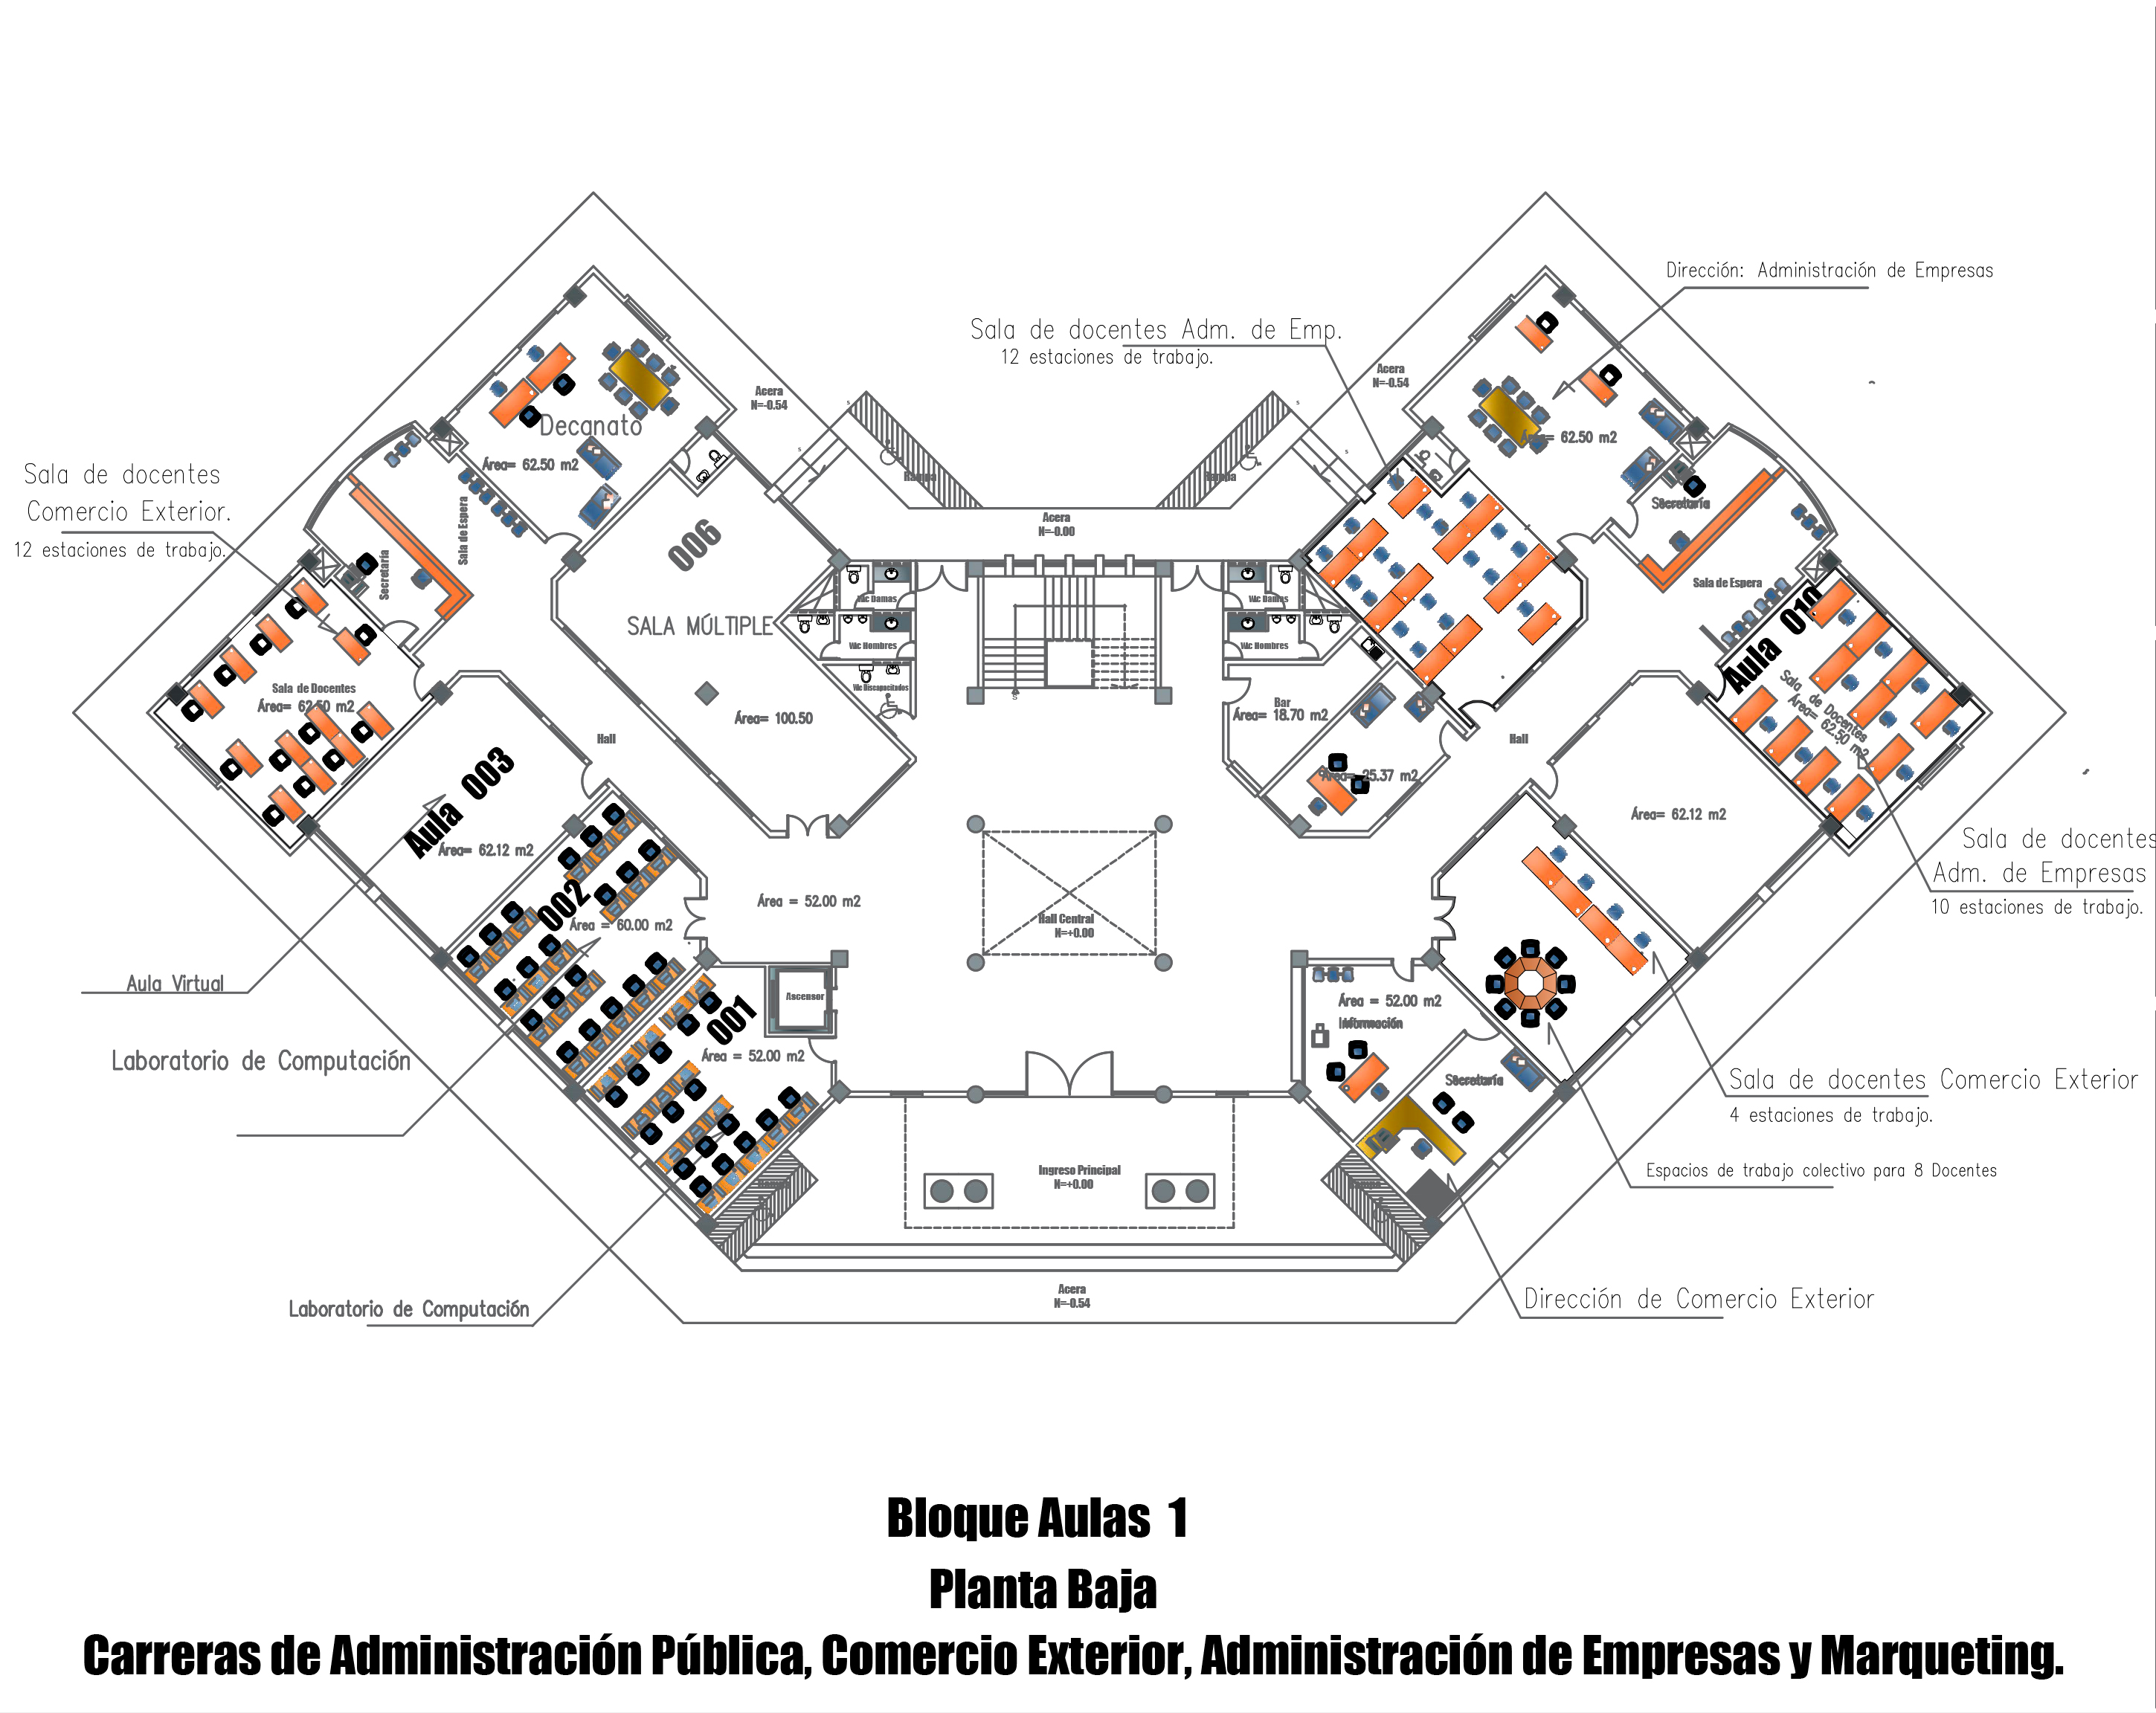 Dirección: Administración de Empresas
Sala de docentes Adm. de Emp.
12 estaciones de trabajo.
Acera
N=-0.54
Acera
N=-0.54
Decanato
Área= 62.50 m2
62.50 m2
Sala de docentes
Comercio Exterior.
12 estaciones de trabajo.
Secretaría
Sala de Espera
006
Rampa
Rampa
Acera
N=-0.00
Secretaría
Sala de Espera
SALA MÚLTIPLE
Área= 100.50
Wc Damas
Wc Hombres
Wc Discapacitados
Wc Damas
Wc Hombres
Bar
Área= 18.70 m2
Área= 25.37 m2
Sala de Docentes
Área= 62.50 m2
Hall
Hall
Aula 010
Sala de Docentes
Área= 62.50 m2
Aula 003
Área= 62.12 m2
Área= 62.12 m2
002
Área = 60.00 m2
Área = 52.00 m2
Hall Central
N=+0.00
Sala de docentes
Adm. de Empresas
10 estaciones de trabajo.
Aula Virtual
Ascensor
001
Área = 52.00 m2
Área = 52.00 m2
Información
Secretaría
Laboratorio de Computación
Sala de docentes Comercio Exterior
4 estaciones de trabajo.
Espacios de trabajo colectivo para 8 Docentes
Ingreso Principal
N=+0.00
Laboratorio de Computación
Acera
N=-0.54
Dirección de Comercio Exterior
Bloque Aulas 1
Planta Baja
Carreras de Administración Pública, Comercio Exterior, Administración de Empresas y Marqueting.